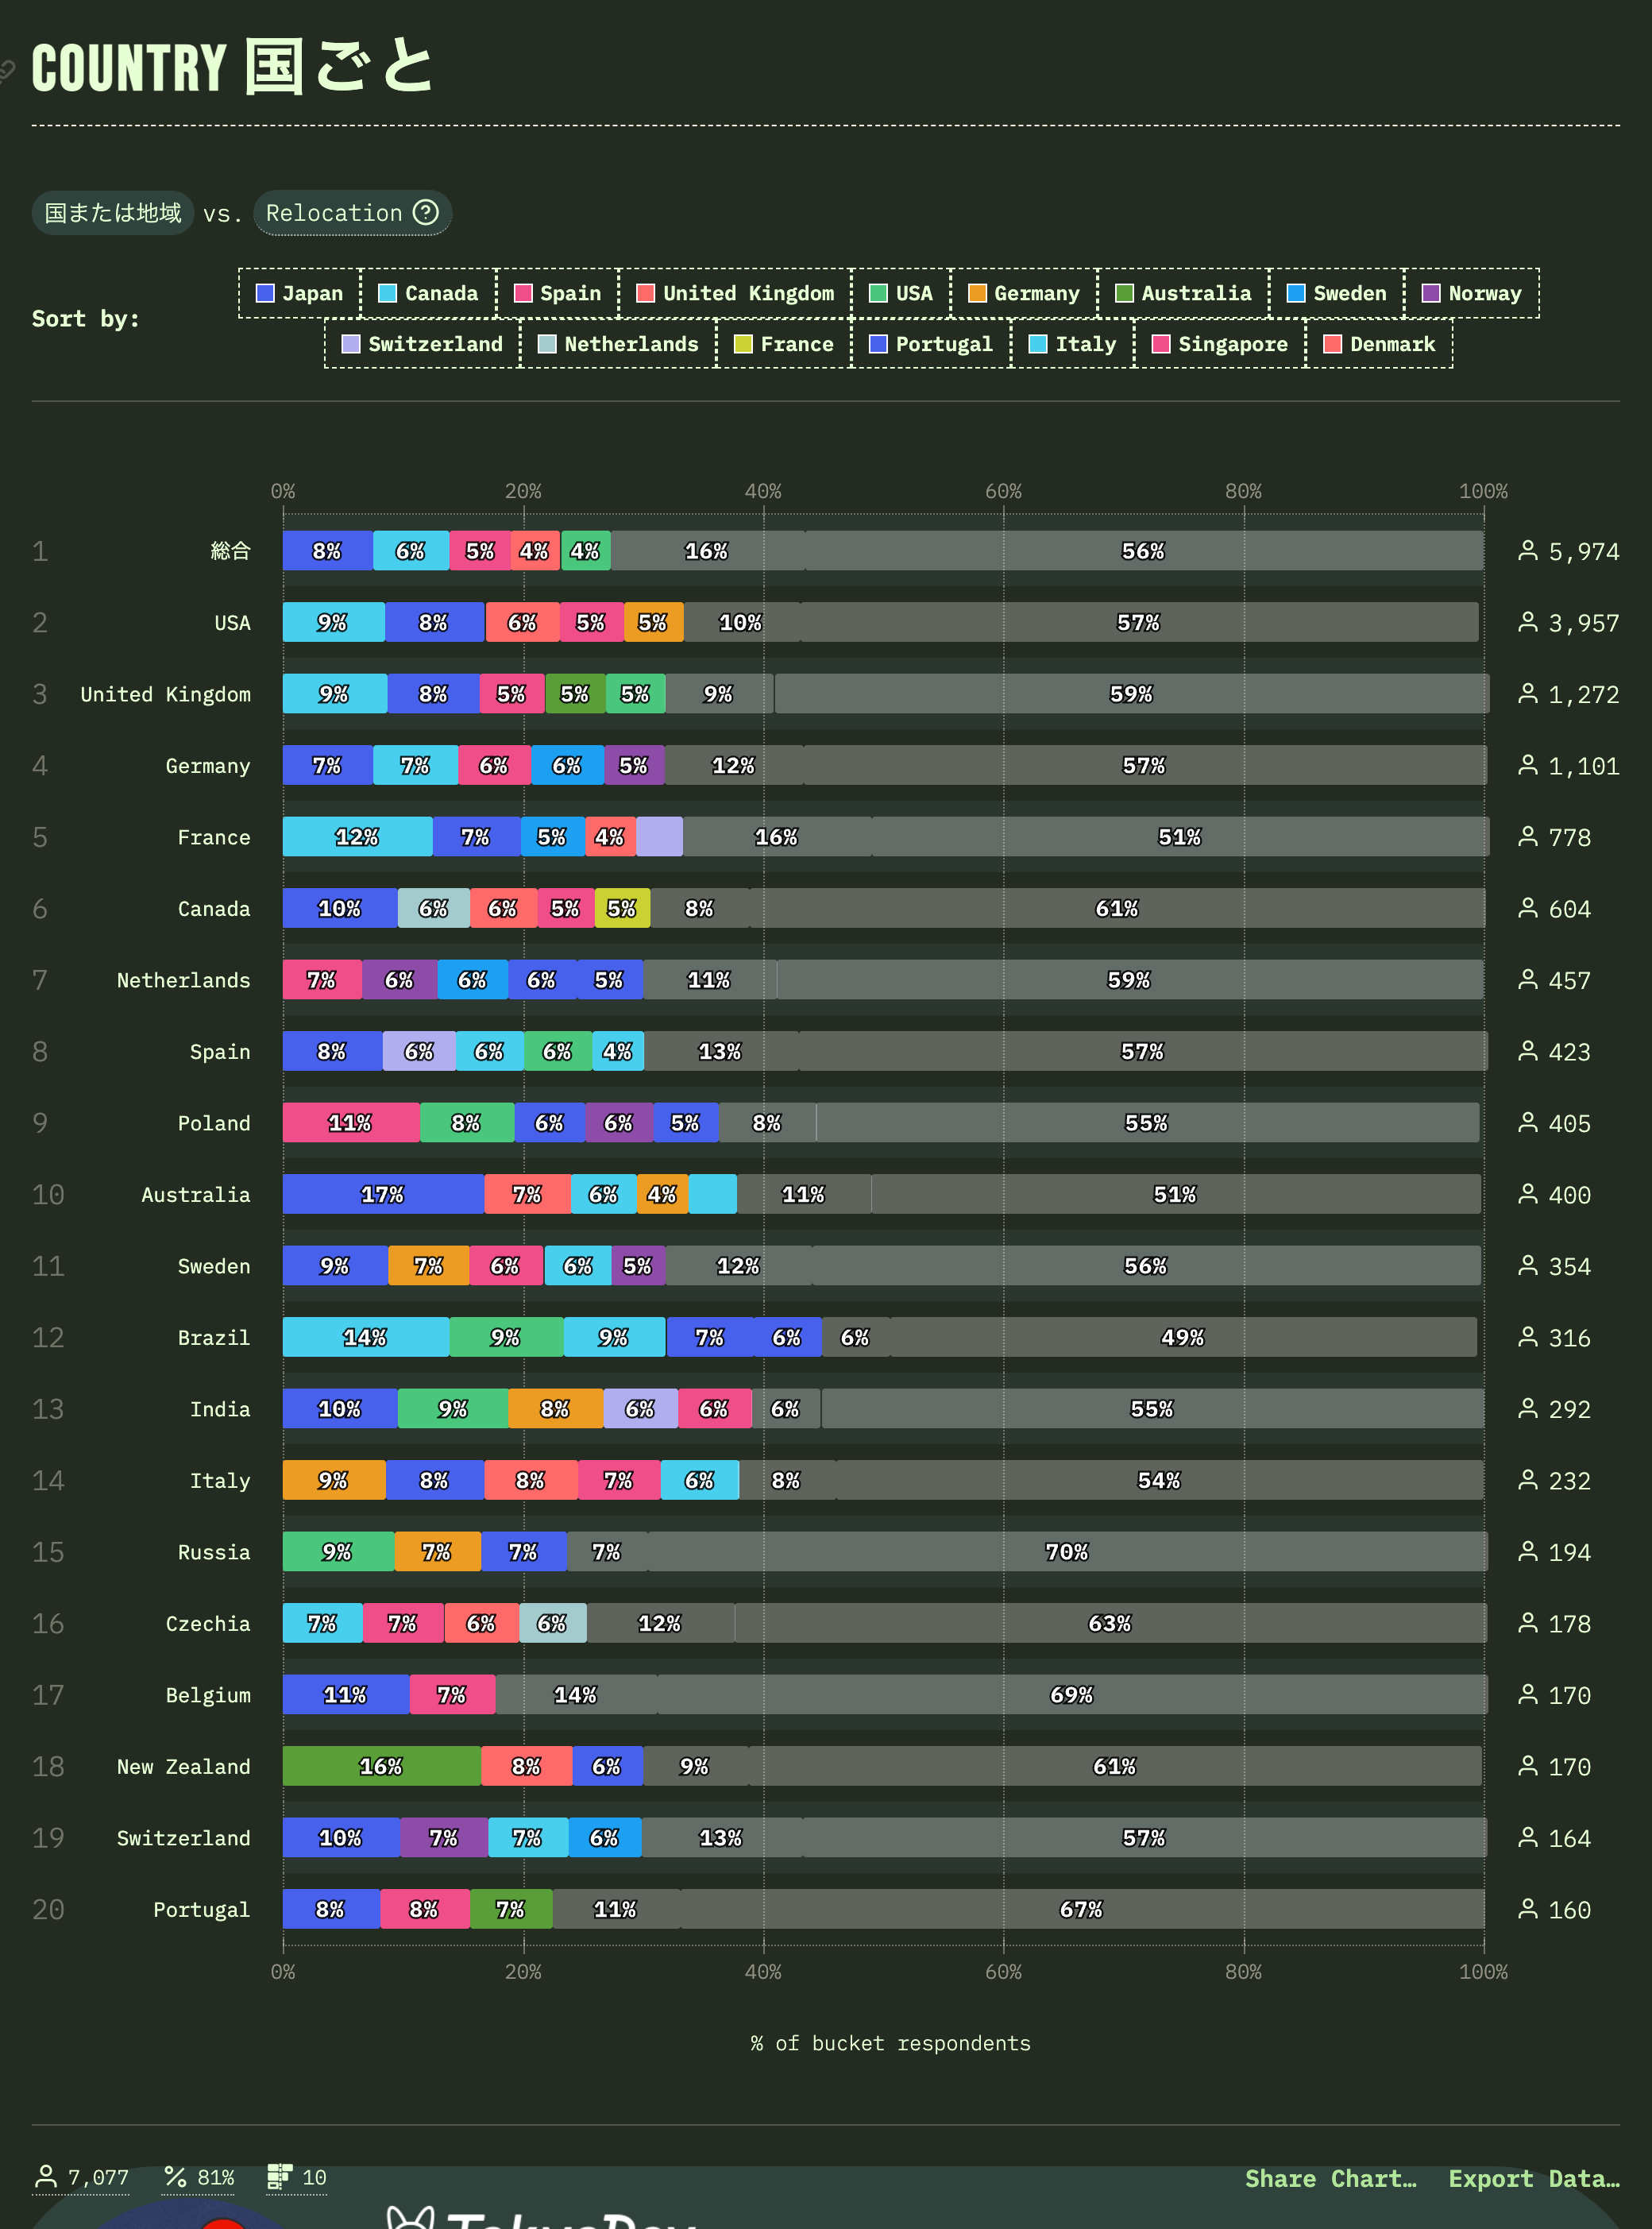 COUNTRY 国ごと
国または地域 vs. Relocation ?
Sort by:
Japan Canada Spain United Kingdom USA Germany Australia Sweden Norway
Switzerland Netherlands France Portugal Italy Singapore Denmark
0% 20% 40% 60% 80% 100%
1 総合 8% 6% 5% 4% 4% 16% 56% 5,974
2 USA 9% 8% 6% 5% 5% 10% 57% 3,957
3 United Kingdom 9% 8% 5% 5% 5% 9% 59% 1,272
4 Germany 7% 7% 6% 6% 5% 12% 57% 1,101
5 France 12% 7% 5% 4% 16% 51% 778
6 Canada 10% 6% 6% 5% 5% 8% 61% 604
7 Netherlands 7% 6% 6% 6% 5% 11% 59% 457
8 Spain 8% 6% 6% 6% 4% 13% 57% 423
9 Poland 11% 8% 6% 6% 5% 8% 55% 405
10 Australia 17% 7% 6% 4% 11% 51% 400
11 Sweden 9% 7% 6% 6% 5% 12% 56% 354
12 Brazil 14% 9% 9% 7% 6% 6% 49% 316
13 India 10% 9% 8% 6% 6% 6% 55% 292
14 Italy 9% 8% 8% 7% 6% 8% 54% 232
15 Russia 9% 7% 7% 7% 70% 194
16 Czechia 7% 7% 6% 6% 12% 63% 178
17 Belgium 11% 7% 14% 69% 170
18 New Zealand 16% 8% 6% 9% 61% 170
19 Switzerland 10% 7% 7% 6% 13% 57% 164
20 Portugal 8% 8% 7% 11% 67% 160
0% 20% 40% 60% 80% 100%
% of bucket respondents
7,077 % 81% 10 Share Chart… Export Data…
TokyoDev